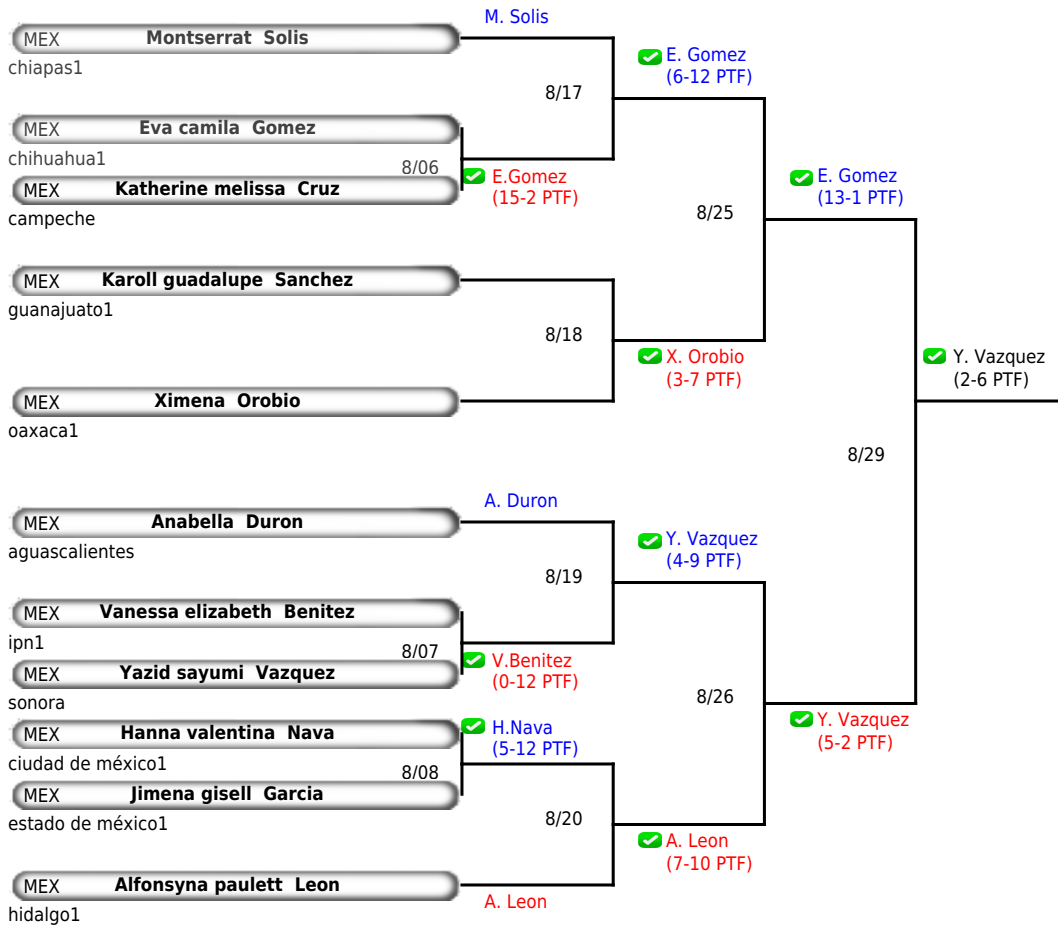 M. Solis
MEX Montserrat Solis
chiapas1
E. Gomez
(6-12 PTF)
8/17
MEX Eva camila Gomez
chihuahua1
8/06
E.Gomez
(15-2 PTF)
MEX Katherine melissa Cruz
campeche
E. Gomez
(13-1 PTF)
8/25
MEX Karoll guadalupe Sanchez
guanajuato1
8/18
X. Orobio
(3-7 PTF)
MEX Ximena Orobio
oaxaca1
Y. Vazquez
(2-6 PTF)
8/29
A. Duron
MEX Anabella Duron
aguascalientes
Y. Vazquez
(4-9 PTF)
8/19
MEX Vanessa elizabeth Benitez
ipn1
8/07
V.Benitez
(0-12 PTF)
MEX Yazid sayumi Vazquez
sonora
8/26
Y. Vazquez
(5-2 PTF)
MEX Hanna valentina Nava
ciudad de méxico1
H.Nava
(5-12 PTF)
8/08
MEX Jimena gisell Garcia
estado de méxico1
8/20
A. Leon
(7-10 PTF)
MEX Alfonsyna paulett Leon
hidalgo1
A. Leon